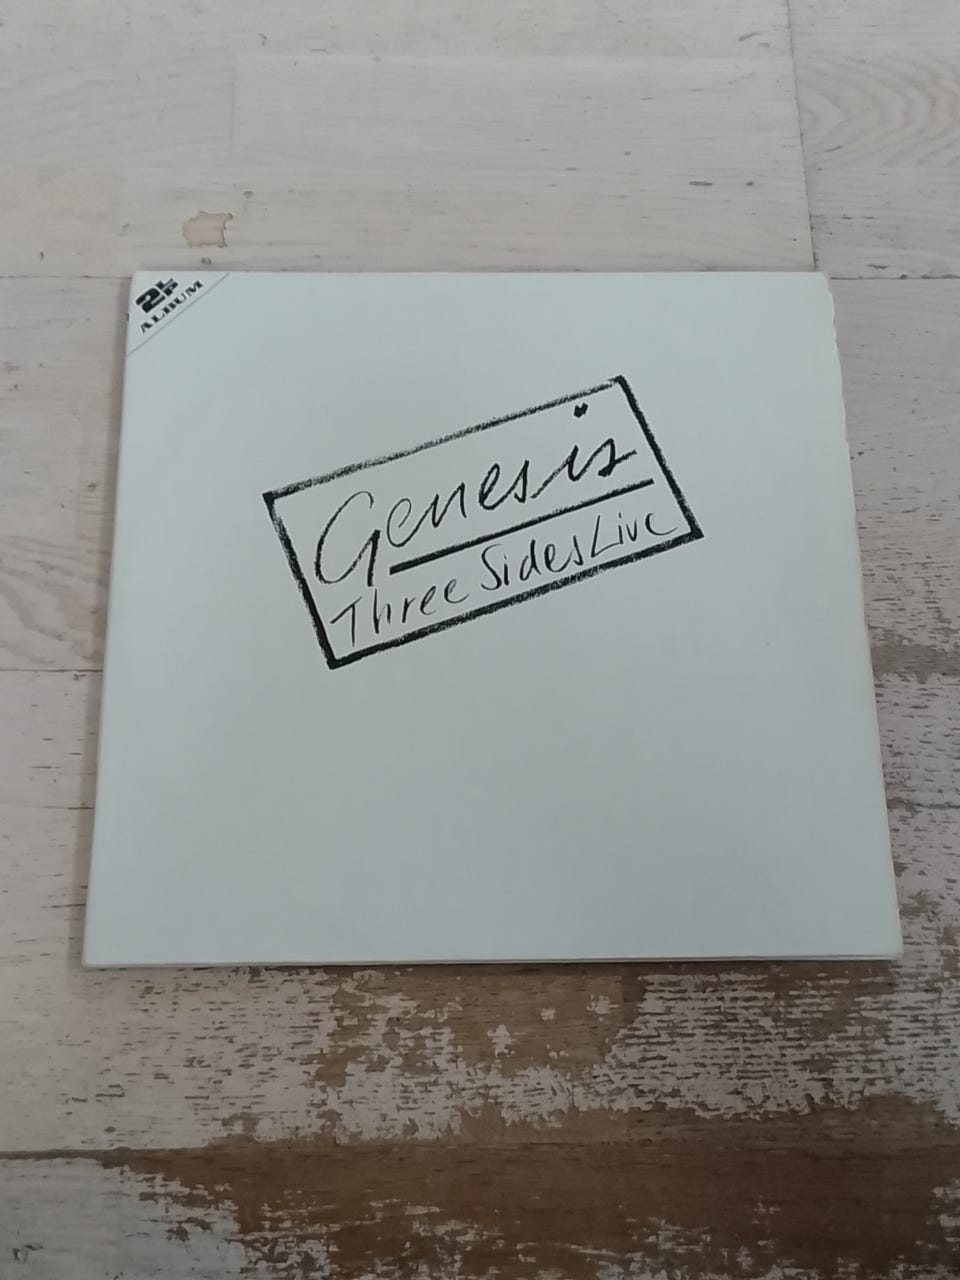 2LP
ALBUM
Genesis
Three Sides Live